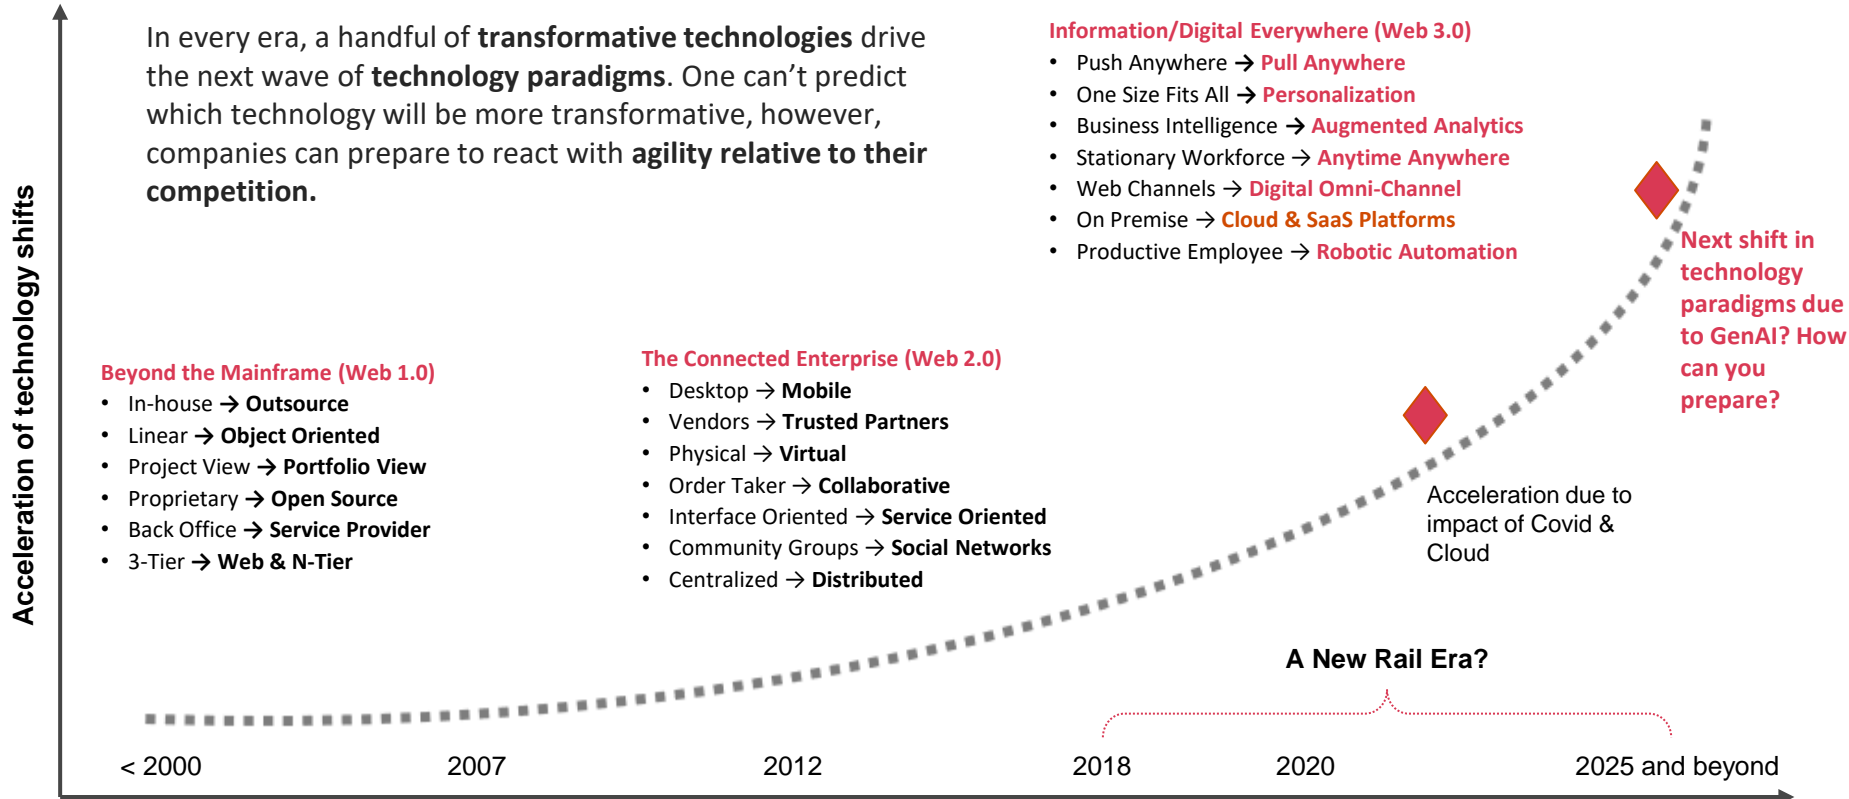 In every era, a handful of transformative technologies drive
the next wave of technology paradigms. One can’t predict
which technology will be more transformative, however,
companies can prepare to react with agility relative to their
competition.
Information/Digital Everywhere (Web 3.0)
• Push Anywhere → Pull Anywhere
• One Size Fits All → Personalization
• Business Intelligence → Augmented Analytics
• Stationary Workforce → Anytime Anywhere
• Web Channels → Digital Omni-Channel
• On Premise → Cloud & SaaS Platforms
• Productive Employee → Robotic Automation
Acceleration of technology shifts
Beyond the Mainframe (Web 1.0)
• In-house → Outsource
• Linear → Object Oriented
• Project View → Portfolio View
• Proprietary → Open Source
• Back Office → Service Provider
• 3-Tier → Web & N-Tier
The Connected Enterprise (Web 2.0)
• Desktop → Mobile
• Vendors → Trusted Partners
• Physical → Virtual
• Order Taker → Collaborative
• Interface Oriented → Service Oriented
• Community Groups → Social Networks
• Centralized → Distributed
Next shift in
technology
paradigms due
to GenAI? How
can you
prepare?
Acceleration due to
impact of Covid &
Cloud
A New Rail Era?
< 2000
2007
2012
2018
2020
2025 and beyond